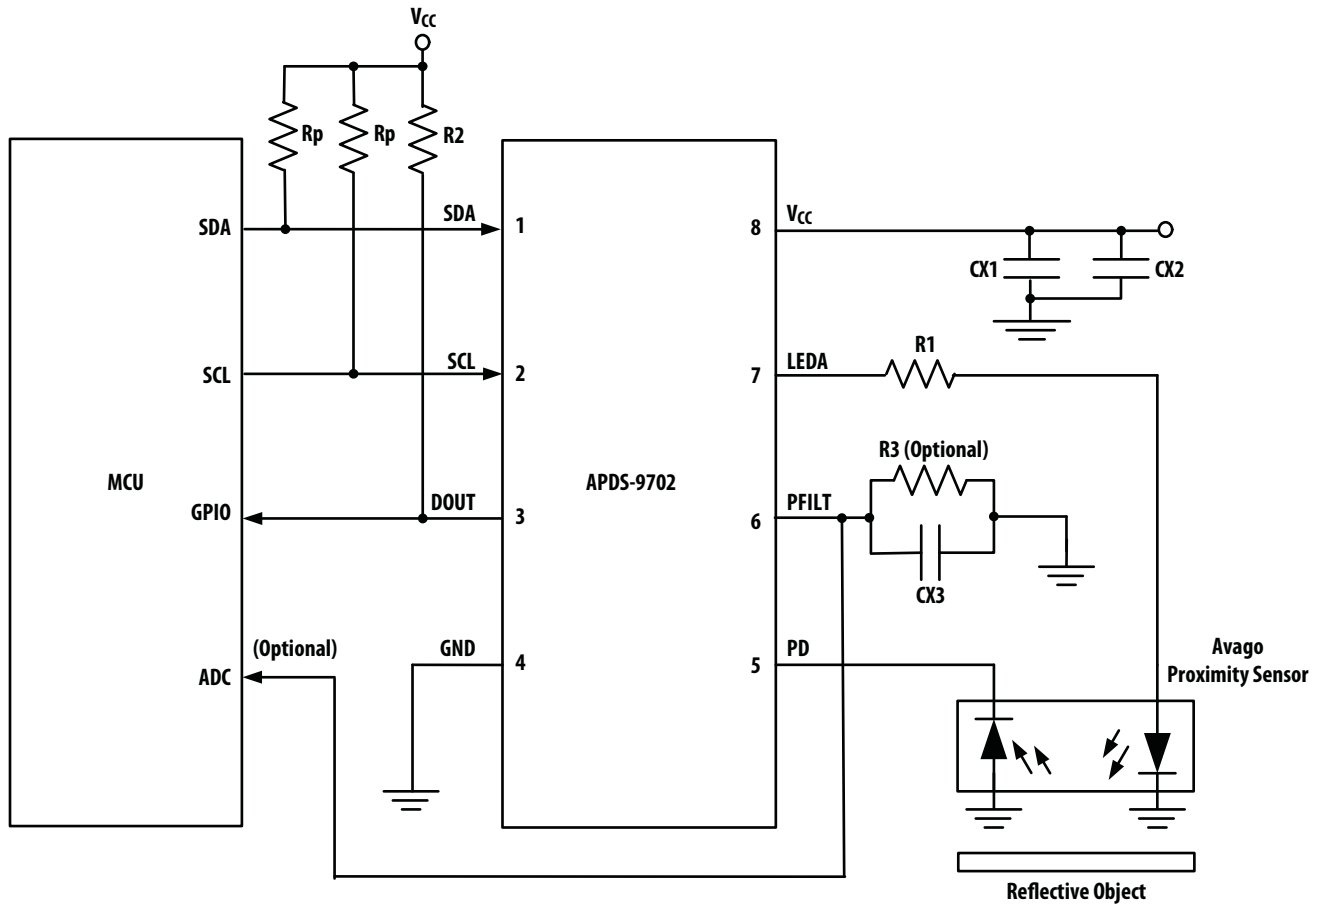 VCC
Rp
Rp
R2
SDA
SDA
1
8
VCC
CX1
CX2
SCL
SCL
2
7
LEDA
R1
MCU
APDS-9702
R3 (Optional)
GPIO
DOUT
3
6
PFILT
CX3
(Optional)
GND
4
5
PD
ADC
Avago
Proximity Sensor
Reflective Object